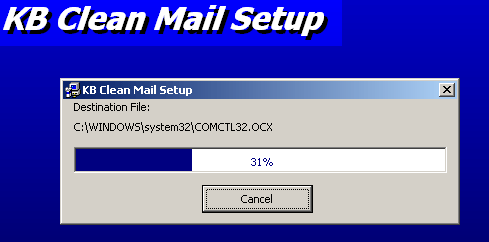 KB Clean Mail Setup
KB Clean Mail Setup
Destination File:
C:\WINDOWS\system32\COMCTL32.OCX
31%
Cancel